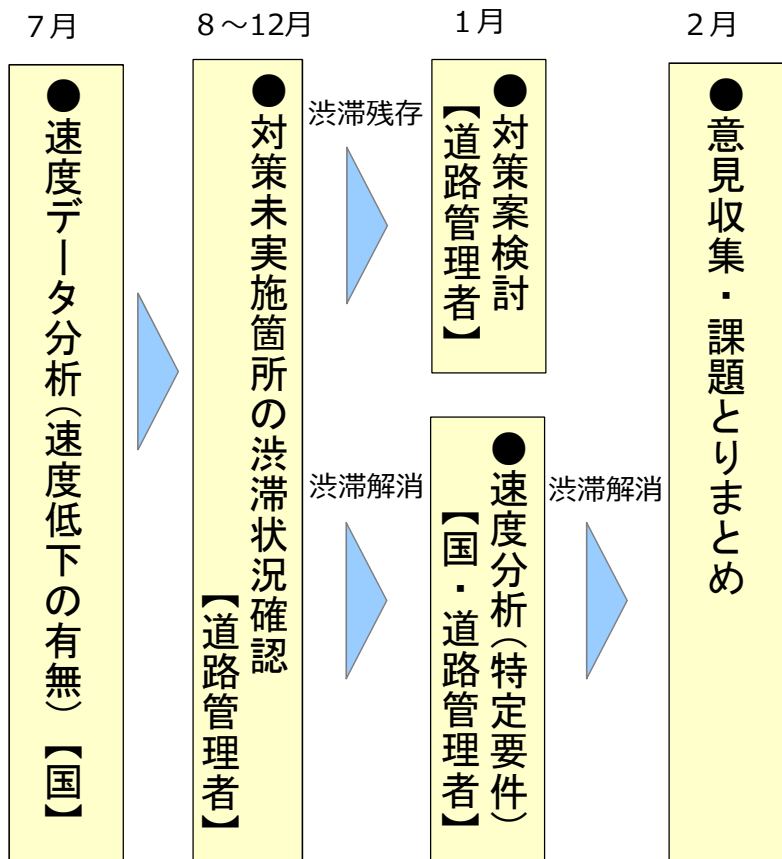 7月
●速度データ分析(速度低下の有無)【国】
8～12月
●対策未実施箇所の渋滞状況確認
【道路管理者】
渋滞残存
渋滞解消
1月
●対策案検討
【道路管理者】
●速度分析(特定要件)
【国・道路管理者】
渋滞解消
2月
●意見収集・課題とりまとめ